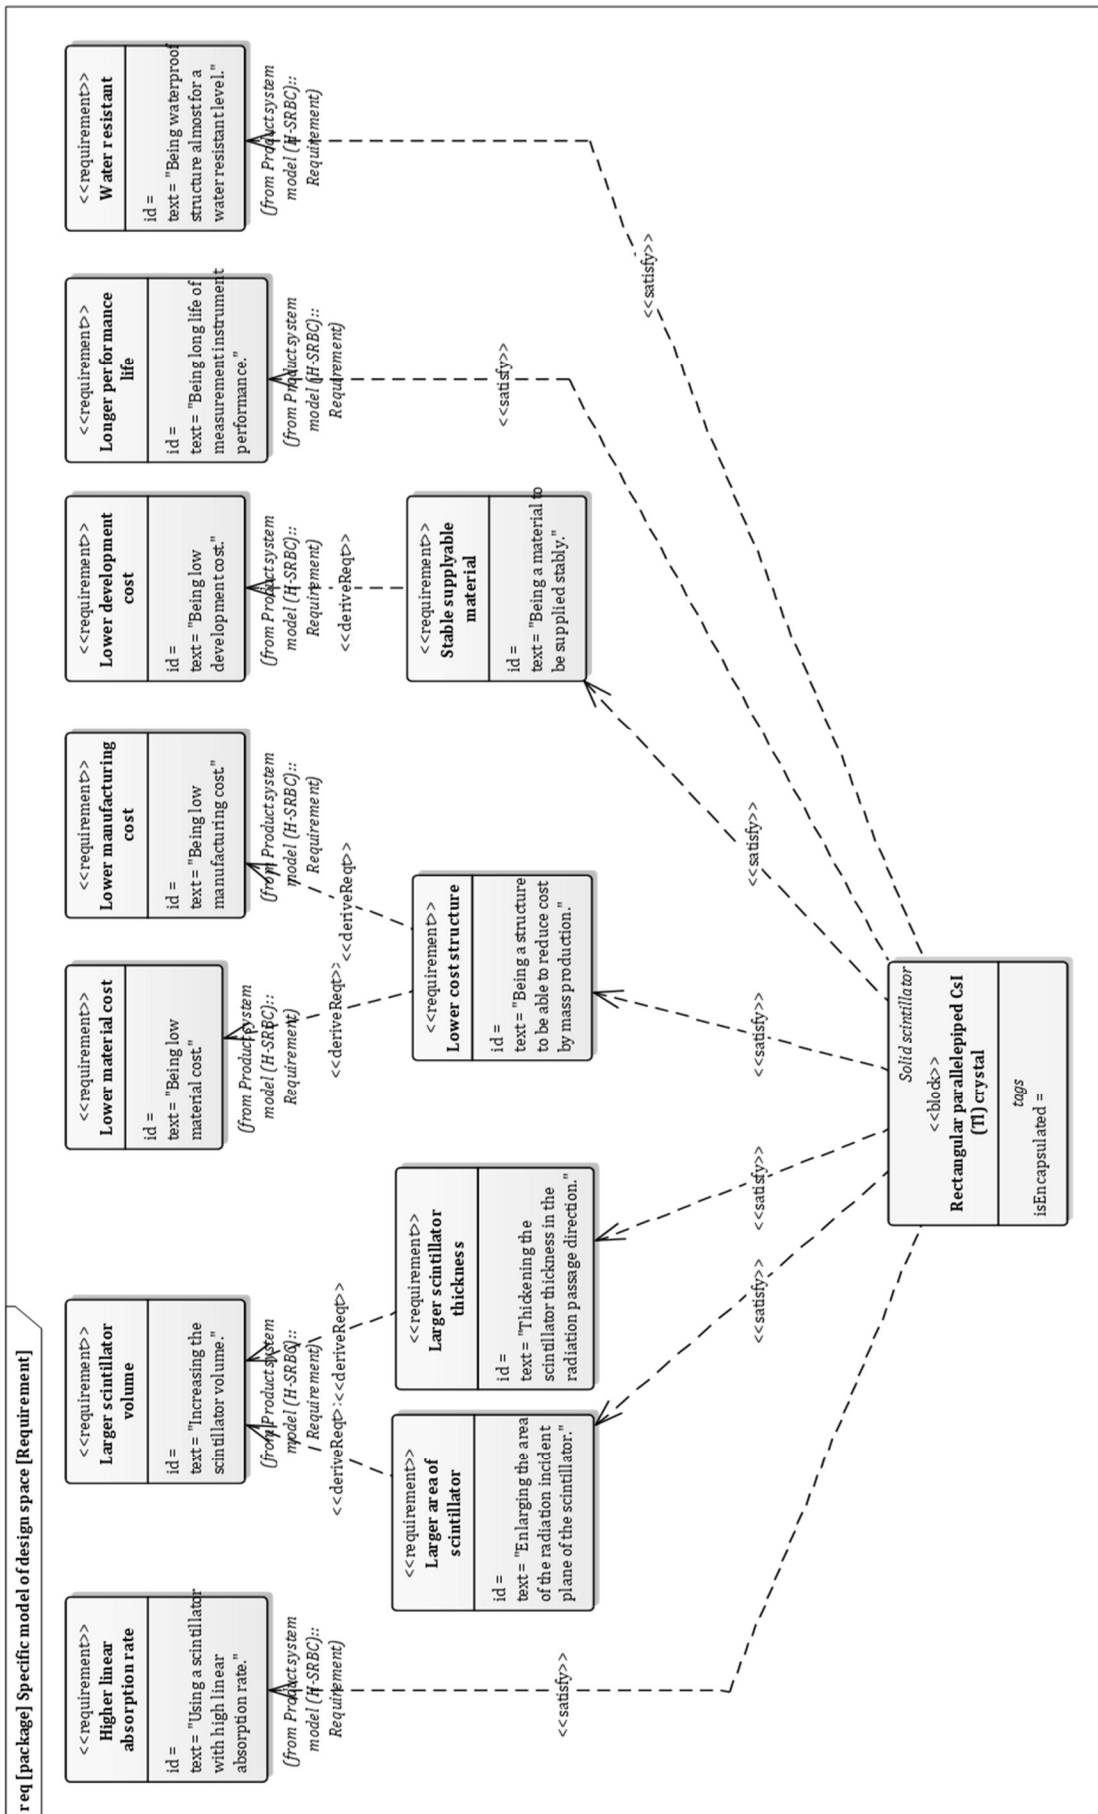 req [package] Specific model of design space [Requirement]
<<requirement>>
Higher linear
absorption rate
id =
text = "Using a scintillator
with high linear
absorption rate."
(from Product system
model (H-SRBC)::
Requirement)
<<requirement>>
Larger scintillator
volume
id =
text = "Increasing the
scintillator volume."
(from Product system
model (H-SRBC)::
Requirement)
<<requirement>>
Lower material cost
id =
text = "Being low
material cost."
(from Product system
model (H-SRBC)::
Requirement)
<<requirement>>
Lower manufacturing
cost
id =
text = "Being low
manufacturing cost."
(from Product system
model (H-SRBC)::
Requirement)
<<requirement>>
Lower development
cost
id =
text = "Being low
development cost."
(from Product system
model (H-SRBC)::
Requirement)
<<requirement>>
Longer performance
life
id =
text = "Being long life of
measurement instrument
performance."
(from Product system
model (H-SRBC)::
Requirement)
<<requirement>>
Water resistant
id =
text = "Being waterproof
structure almost for a
water resistant level."
(from Product system
model (H-SRBC)::
Requirement)
<<deriveReqt>>
<<deriveReqt>>
<<deriveReqt>>
<<deriveReqt>>
<<deriveReqt>>
<<requirement>>
Larger area of
scintillator
id =
text = "Enlarging the area
of the radiation incident
plane of the scintillator."
<<requirement>>
Larger scintillator
thickness
id =
text = "Thickening the
scintillator thickness in the
radiation passage direction."
<<requirement>>
Lower cost structure
id =
text = "Being a structure
to be able to reduce cost
by mass production."
<<requirement>>
Stable supplyable
material
id =
text = "Being a material to
be supplied stably."
<<satisfy>>
<<satisfy>>
<<satisfy>>
<<satisfy>>
<<satisfy>>
<<satisfy>>
<<satisfy>>
Solid scintillator
<<block>>
Rectangular parallelepiped CsI
(Tl) crystal
tags
isEncapsulated =